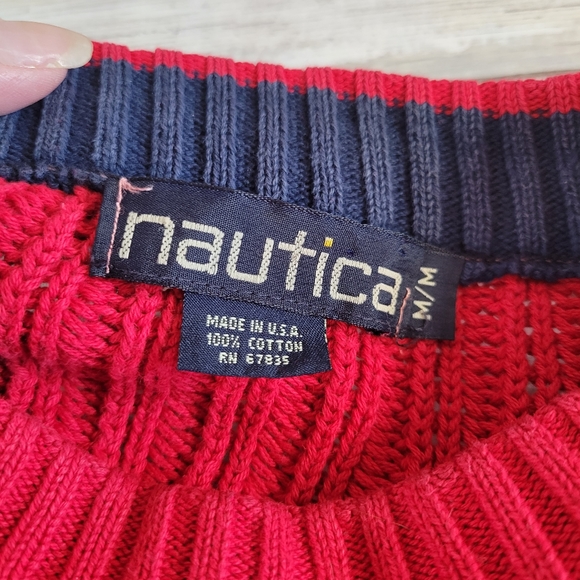 nautica
M/M
MADE IN U.S.A.
100% COTTON
RN 67835